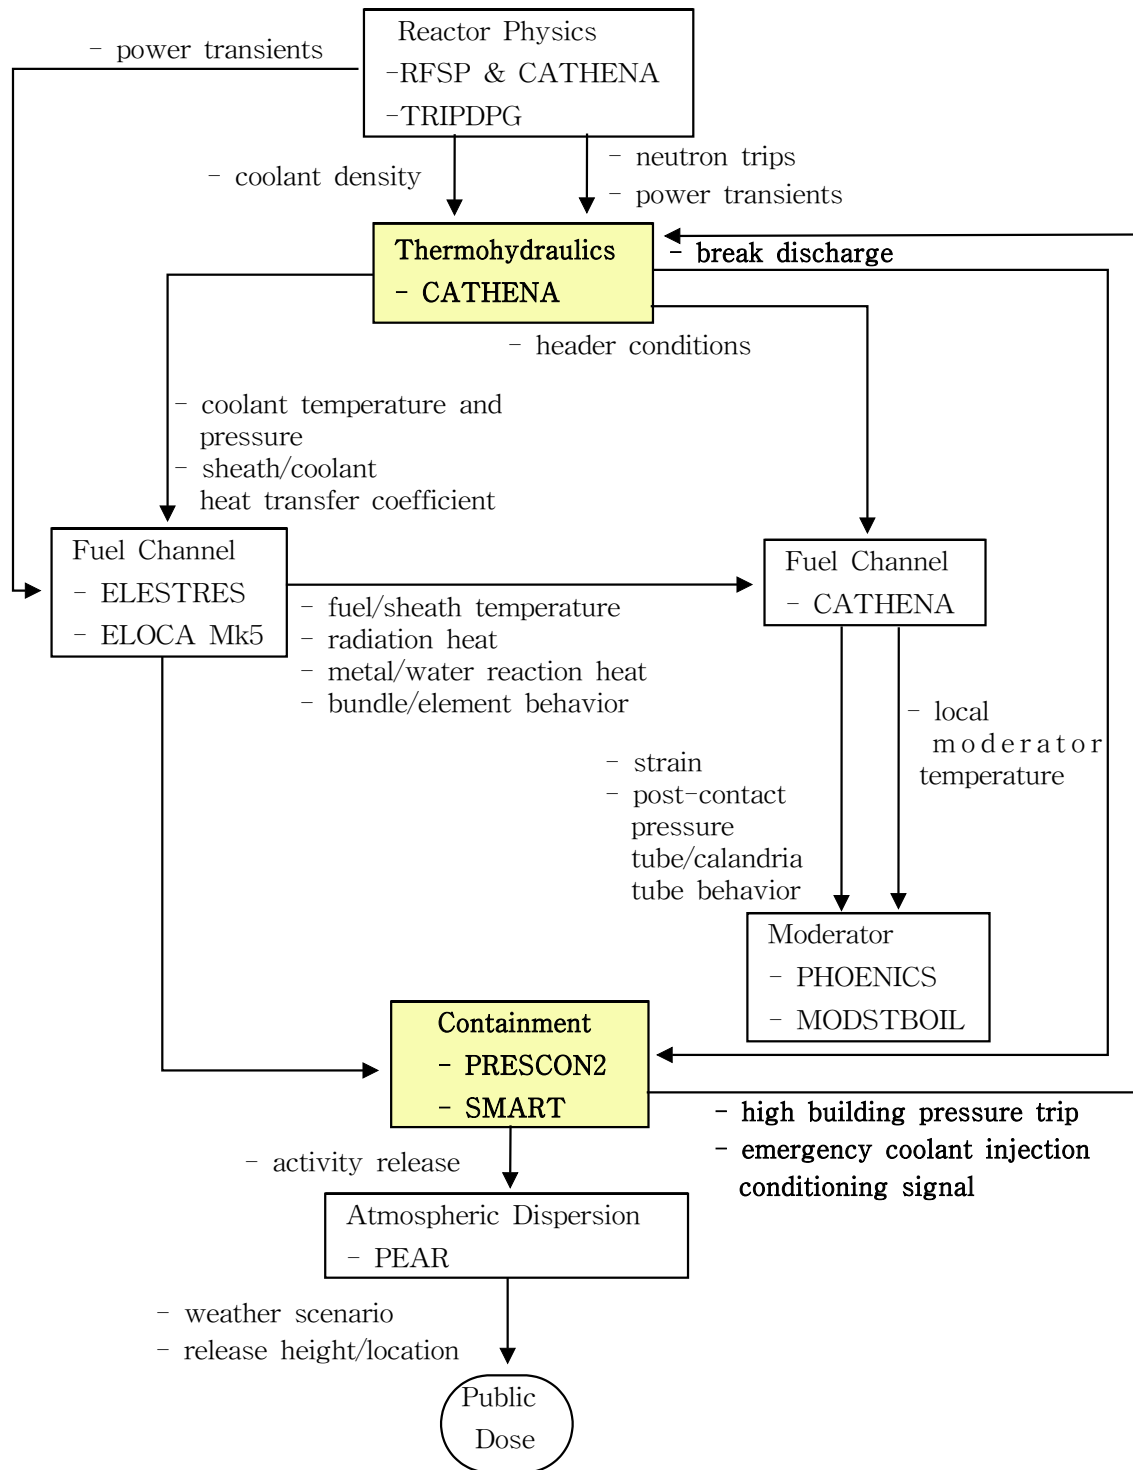 Reactor Physics
- power transients
-RFSP & CATHENA
-TRIPDPG
- neutron trips
- coolant density
- power transients
Thermohydraulics
- break discharge
- CATHENA
- header conditions
- coolant temperature and
pressure
- sheath/coolant
heat transfer coefficient
Fuel Channel
- ELESTRES
- ELOCA Mk5
Fuel Channel
- CATHENA
- fuel/sheath temperature
- radiation heat
- metal/water reaction heat
- bundle/element behavior
- local
moderator
temperature
- strain
- post-contact
pressure
tube/calandria
tube behavior
Moderator
- PHOENICS
- MODSTBOIL
Containment
- PRESCON2
- SMART
- high building pressure trip
- emergency coolant injection
conditioning signal
- activity release
Atmospheric Dispersion
- PEAR
- weather scenario
- release height/location
Public
Dose